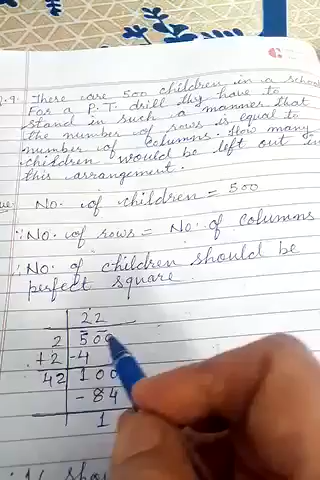 Q.9. There are 500 children in a school
For a P.T. drill they have to
stand in such a manner that
the number of rows is equal to
number of columns. How many
children would be left out in
this arrangement.
No. of children = 500
∵ No. of rows = No. of columns
∴ No. of children should be
perfect square
22
2 500
+2 -4
42 100
- 84
1